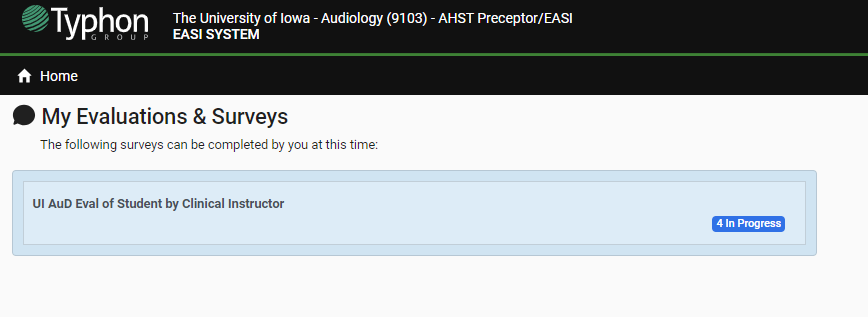 Typhon
GROUP
The University of Iowa - Audiology (9103) - AHST Preceptor/EASI
EASI SYSTEM
Home
My Evaluations & Surveys
The following surveys can be completed by you at this time:
UI AuD Eval of Student by Clinical Instructor
4 In Progress